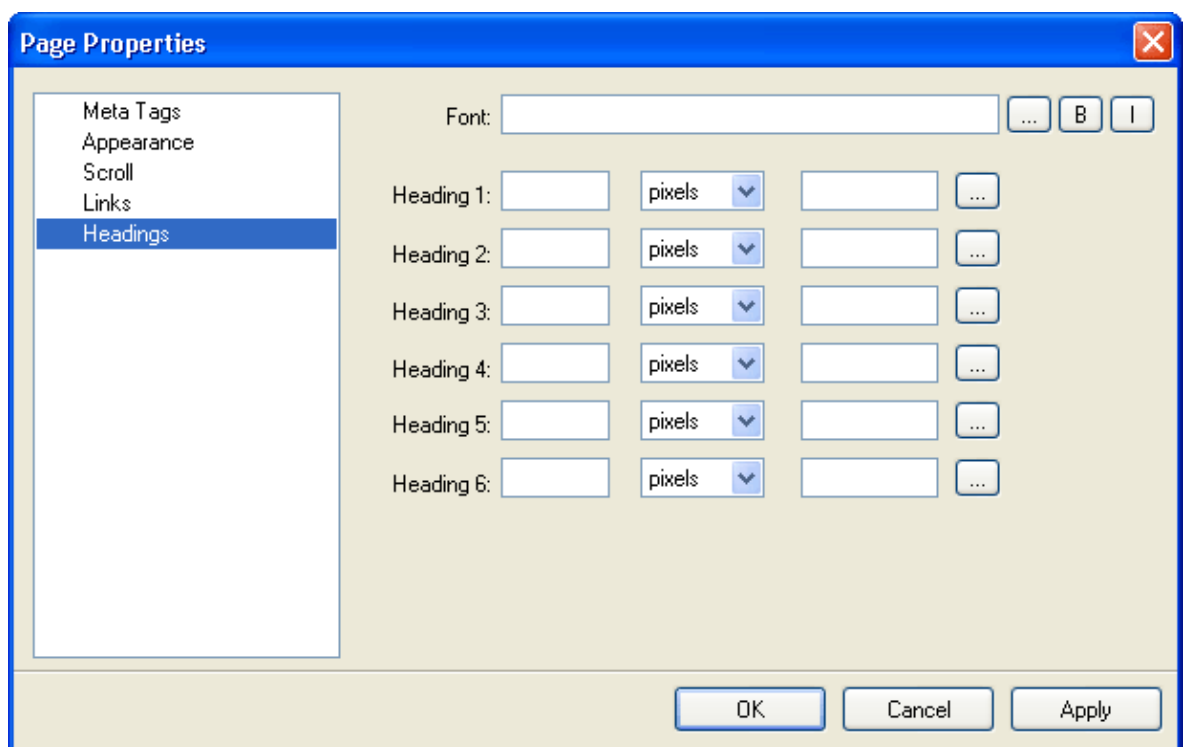 Page Properties
Meta Tags
Appearance
Scroll
Links
Headings
Font: ... B I
Heading 1: pixels ...
Heading 2: pixels ...
Heading 3: pixels ...
Heading 4: pixels ...
Heading 5: pixels ...
Heading 6: pixels ...
OK Cancel Apply